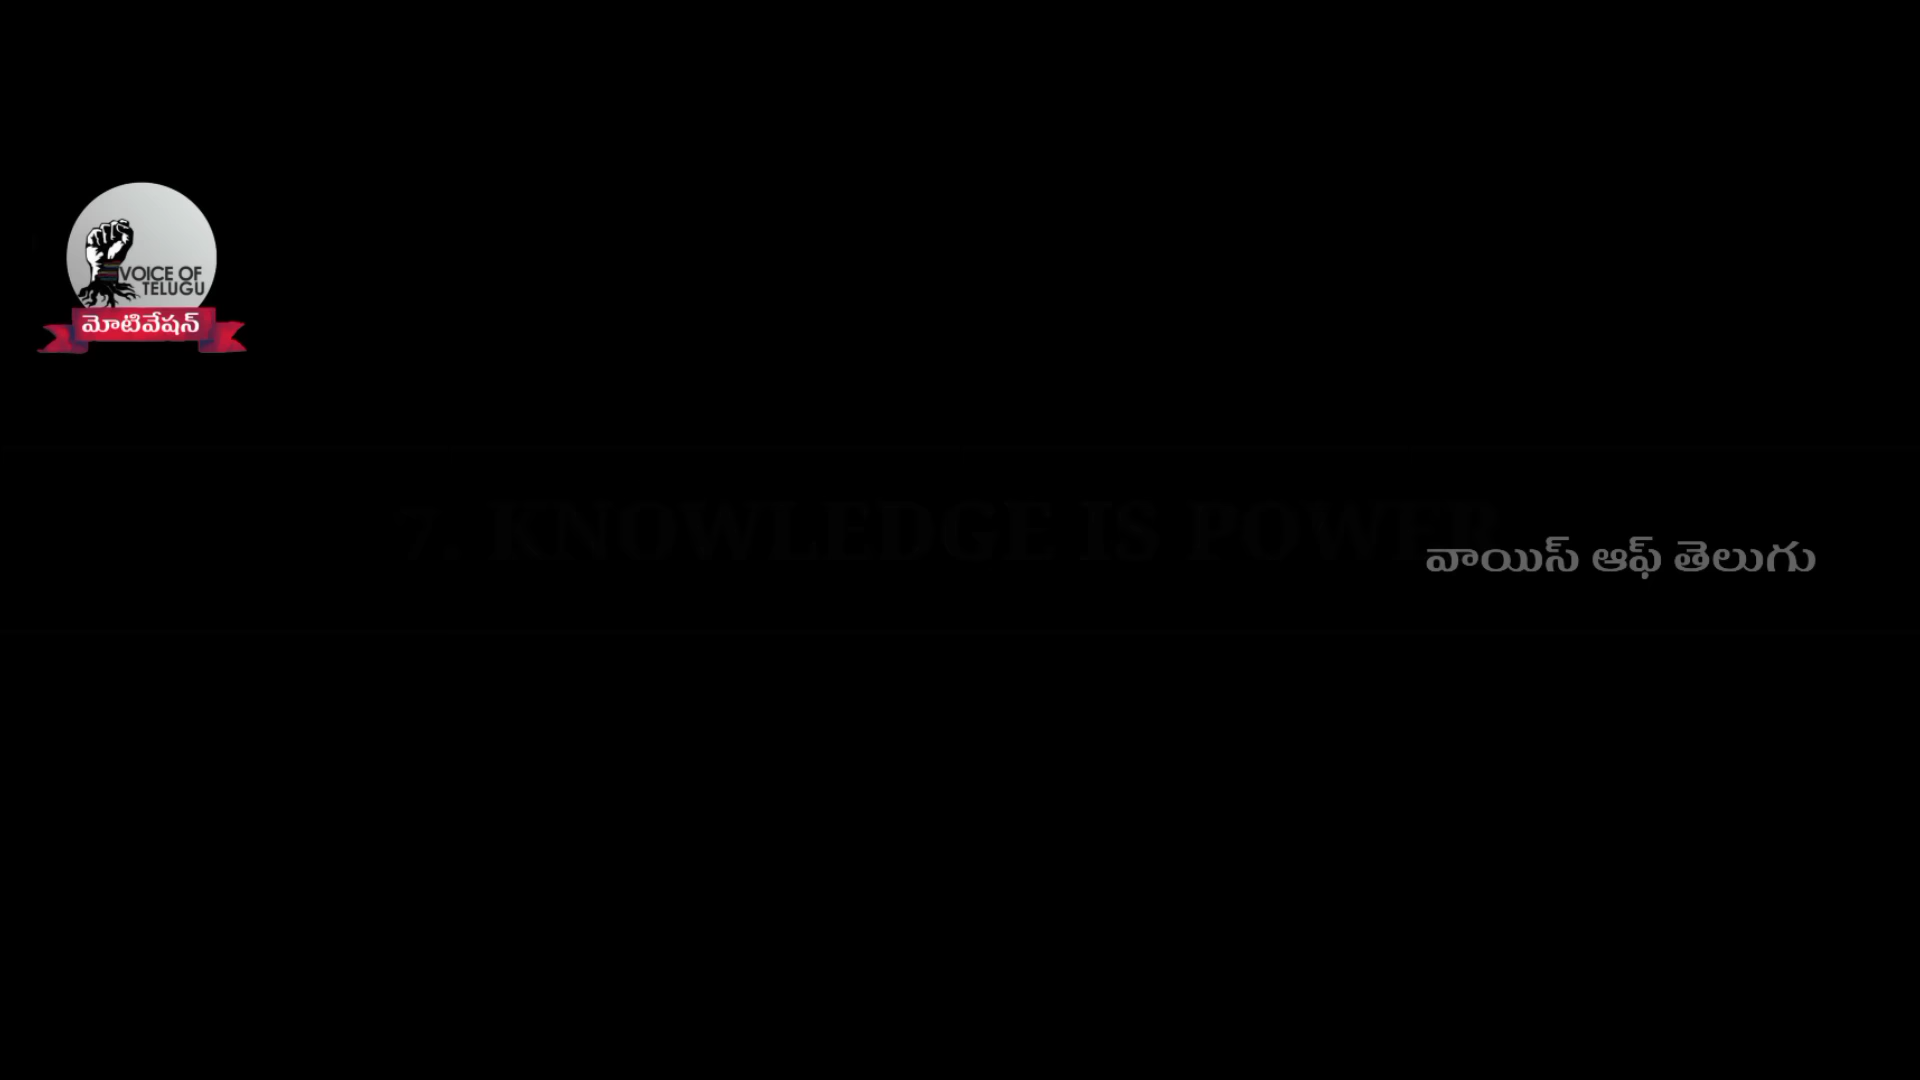 VOICE OF
TELUGU
మోటివేషన్
7. KNOWLEDGE IS POWER
వాయిస్ ఆఫ్ తెలుగు